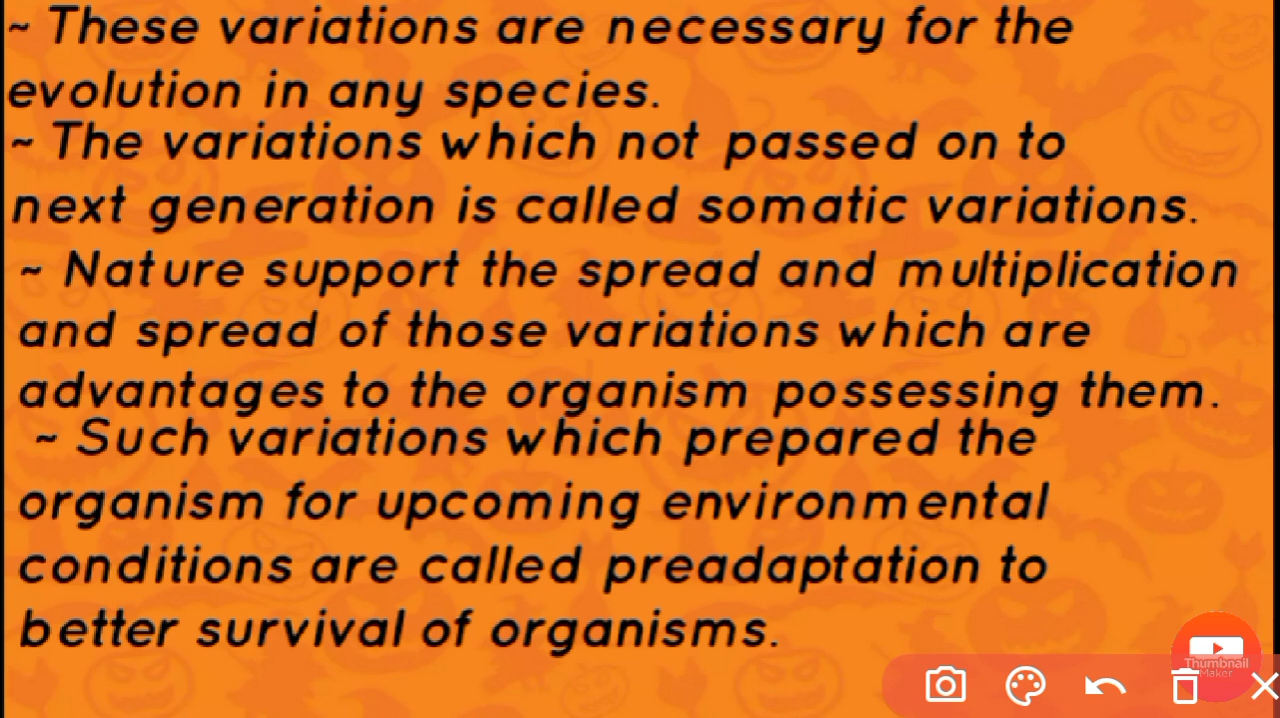 ~ These variations are necessary for the
evolution in any species.
~ The variations which not passed on to
next generation is called somatic variations.
~ Nature support the spread and multiplication
and spread of those variations which are
advantages to the organism possessing them.
~ Such variations which prepared the
organism for upcoming environmental
conditions are called preadaptation to
better survival of organisms.
Thumbnail
Maker